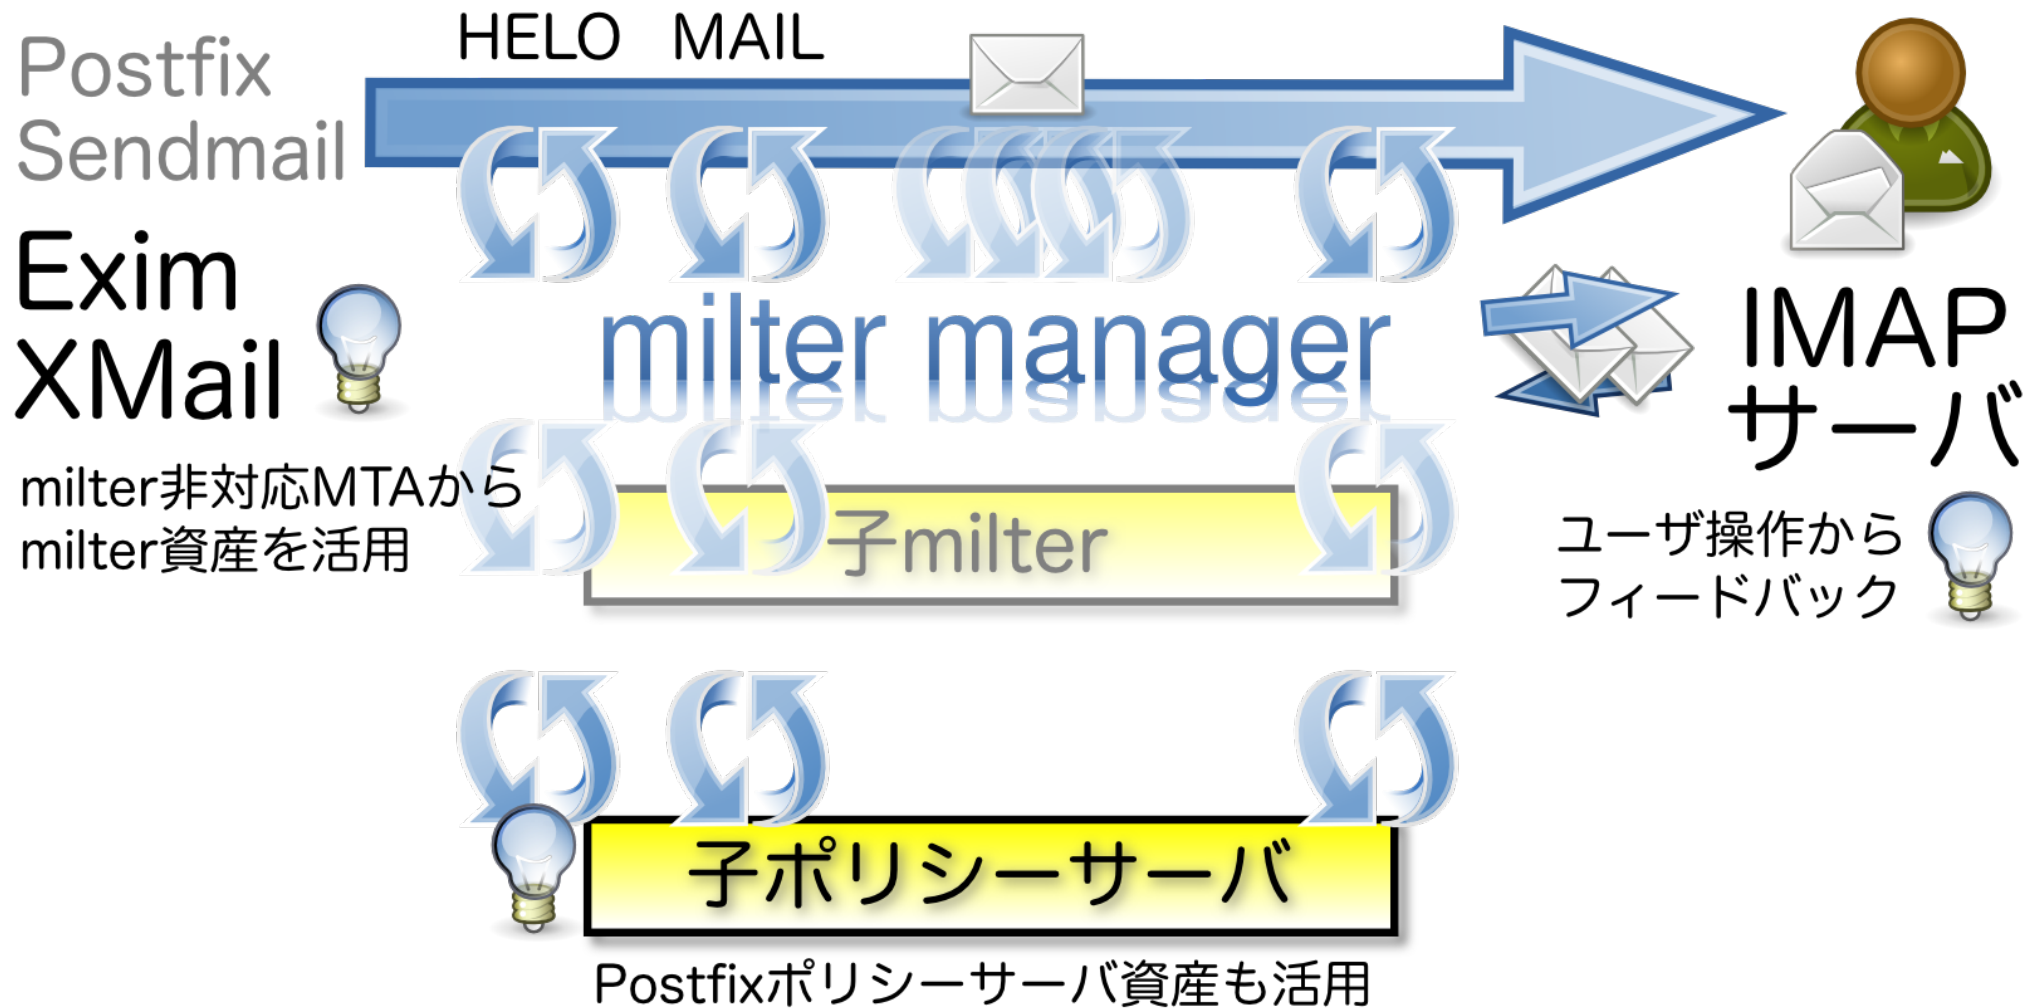 HELO MAIL
Postfix
Sendmail
Exim
XMail
milter非対応MTAから
milter資産を活用
milter manager
子milter
IMAP
サーバ
ユーザ操作から
フィードバック
子ポリシーサーバ
Postfixポリシーサーバ資産も活用